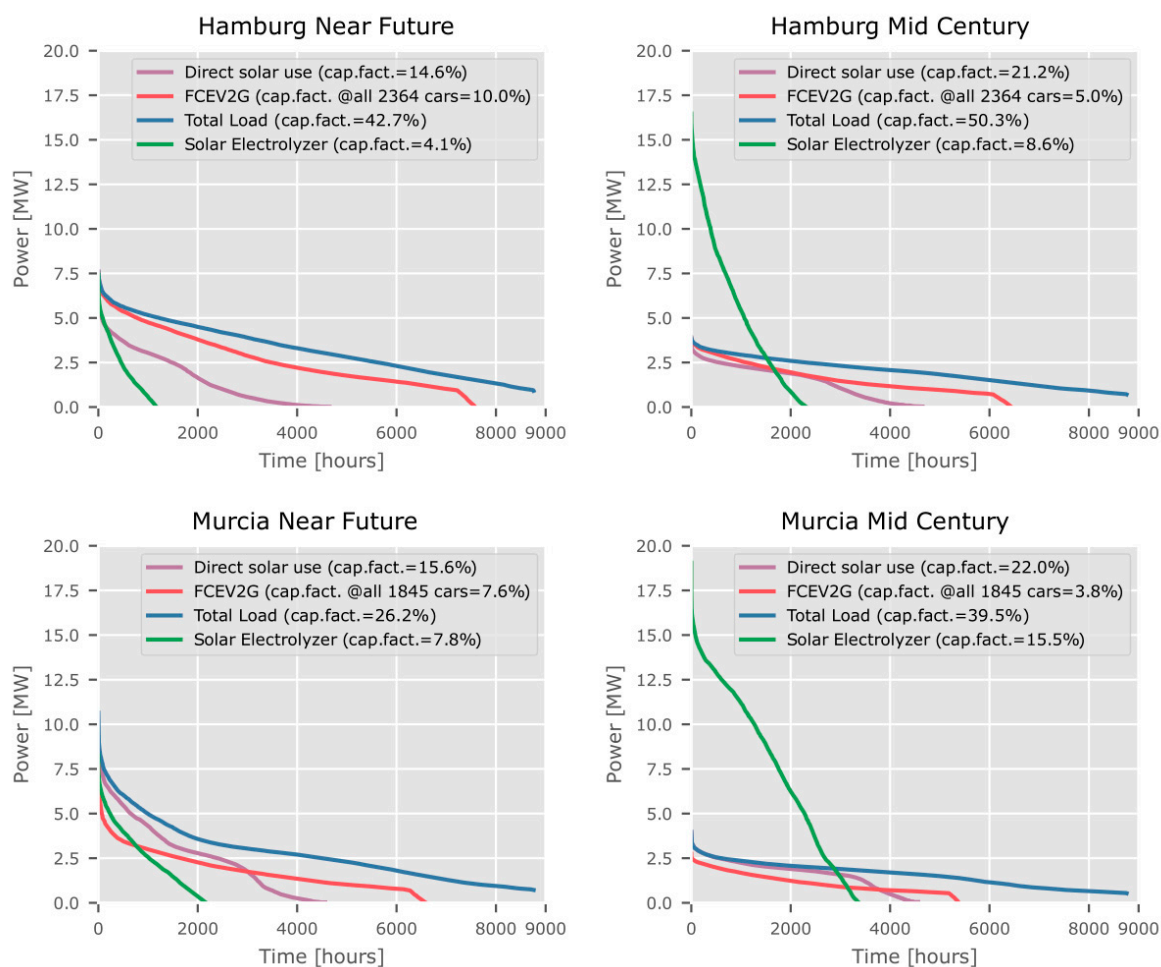 Hamburg Near Future
20.0
17.5
15.0
12.5
10.0
7.5
5.0
2.5
0.0
Power [MW]
Direct solar use (cap.fact.=14.6%)
FCEV2G (cap.fact. @all 2364 cars=10.0%)
Total Load (cap.fact.=42.7%)
Solar Electrolyzer (cap.fact.=4.1%)
0 2000 4000 6000 8000 9000
Time [hours]
Hamburg Mid Century
20.0
17.5
15.0
12.5
10.0
7.5
5.0
2.5
0.0
Power [MW]
Direct solar use (cap.fact.=21.2%)
FCEV2G (cap.fact. @all 2364 cars=5.0%)
Total Load (cap.fact.=50.3%)
Solar Electrolyzer (cap.fact.=8.6%)
0 2000 4000 6000 8000 9000
Time [hours]
Murcia Near Future
20.0
17.5
15.0
12.5
10.0
7.5
5.0
2.5
0.0
Power [MW]
Direct solar use (cap.fact.=15.6%)
FCEV2G (cap.fact. @all 1845 cars=7.6%)
Total Load (cap.fact.=26.2%)
Solar Electrolyzer (cap.fact.=7.8%)
0 2000 4000 6000 8000 9000
Time [hours]
Murcia Mid Century
20.0
17.5
15.0
12.5
10.0
7.5
5.0
2.5
0.0
Power [MW]
Direct solar use (cap.fact.=22.0%)
FCEV2G (cap.fact. @all 1845 cars=3.8%)
Total Load (cap.fact.=39.5%)
Solar Electrolyzer (cap.fact.=15.5%)
0 2000 4000 6000 8000 9000
Time [hours]